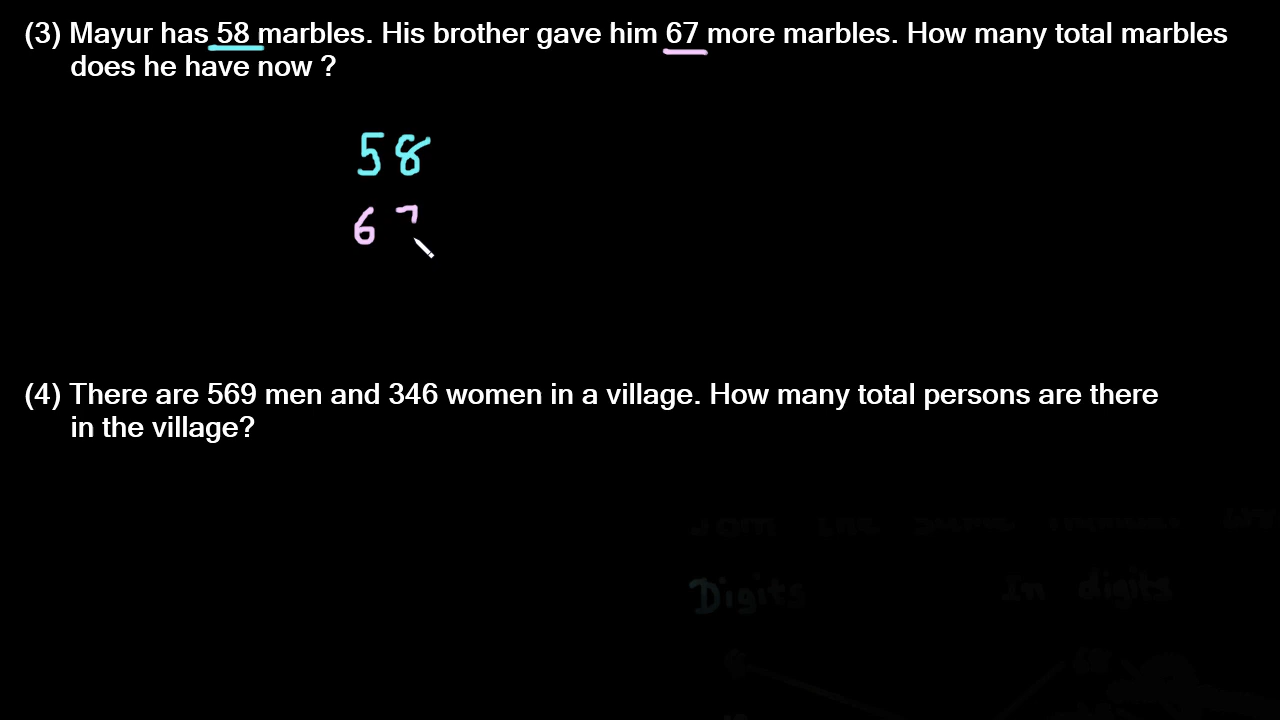 (3) Mayur has 58 marbles. His brother gave him 67 more marbles. How many total marbles
does he have now ?
58
67
(4) There are 569 men and 346 women in a village. How many total persons are there
in the village?
Digits In digits